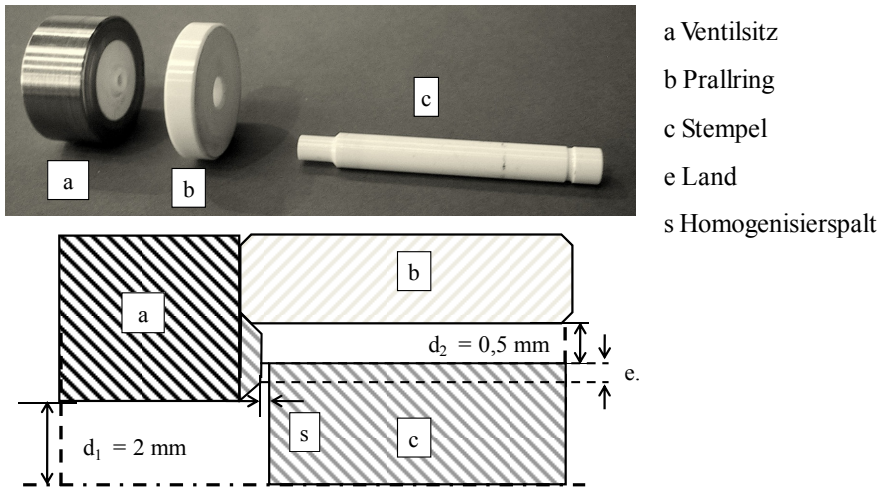 a Ventilsitz
b Prallring
c Stempel
e Land
s Homogenisierspalt
c
a
b
b
a
d₂ = 0,5 mm
e.
s
c
d₁ = 2 mm